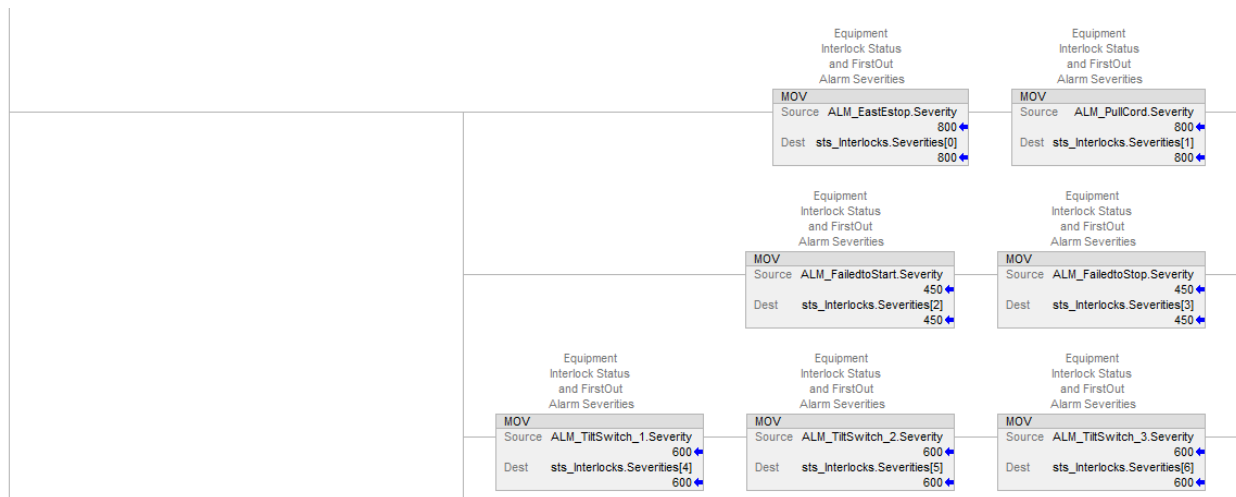 Equipment
Interlock Status
and FirstOut
Alarm Severities
MOV
Source ALM_EastEstop.Severity
800
Dest sts_Interlocks.Severities[0]
800
Equipment
Interlock Status
and FirstOut
Alarm Severities
MOV
Source ALM_PullCord.Severity
800
Dest sts_Interlocks.Severities[1]
800
Equipment
Interlock Status
and FirstOut
Alarm Severities
MOV
Source ALM_FailedtoStart.Severity
450
Dest sts_Interlocks.Severities[2]
450
Equipment
Interlock Status
and FirstOut
Alarm Severities
MOV
Source ALM_FailedtoStop.Severity
450
Dest sts_Interlocks.Severities[3]
450
Equipment
Interlock Status
and FirstOut
Alarm Severities
MOV
Source ALM_TiltSwitch_1.Severity
600
Dest sts_Interlocks.Severities[4]
600
Equipment
Interlock Status
and FirstOut
Alarm Severities
MOV
Source ALM_TiltSwitch_2.Severity
600
Dest sts_Interlocks.Severities[5]
600
Equipment
Interlock Status
and FirstOut
Alarm Severities
MOV
Source ALM_TiltSwitch_3.Severity
600
Dest sts_Interlocks.Severities[6]
600